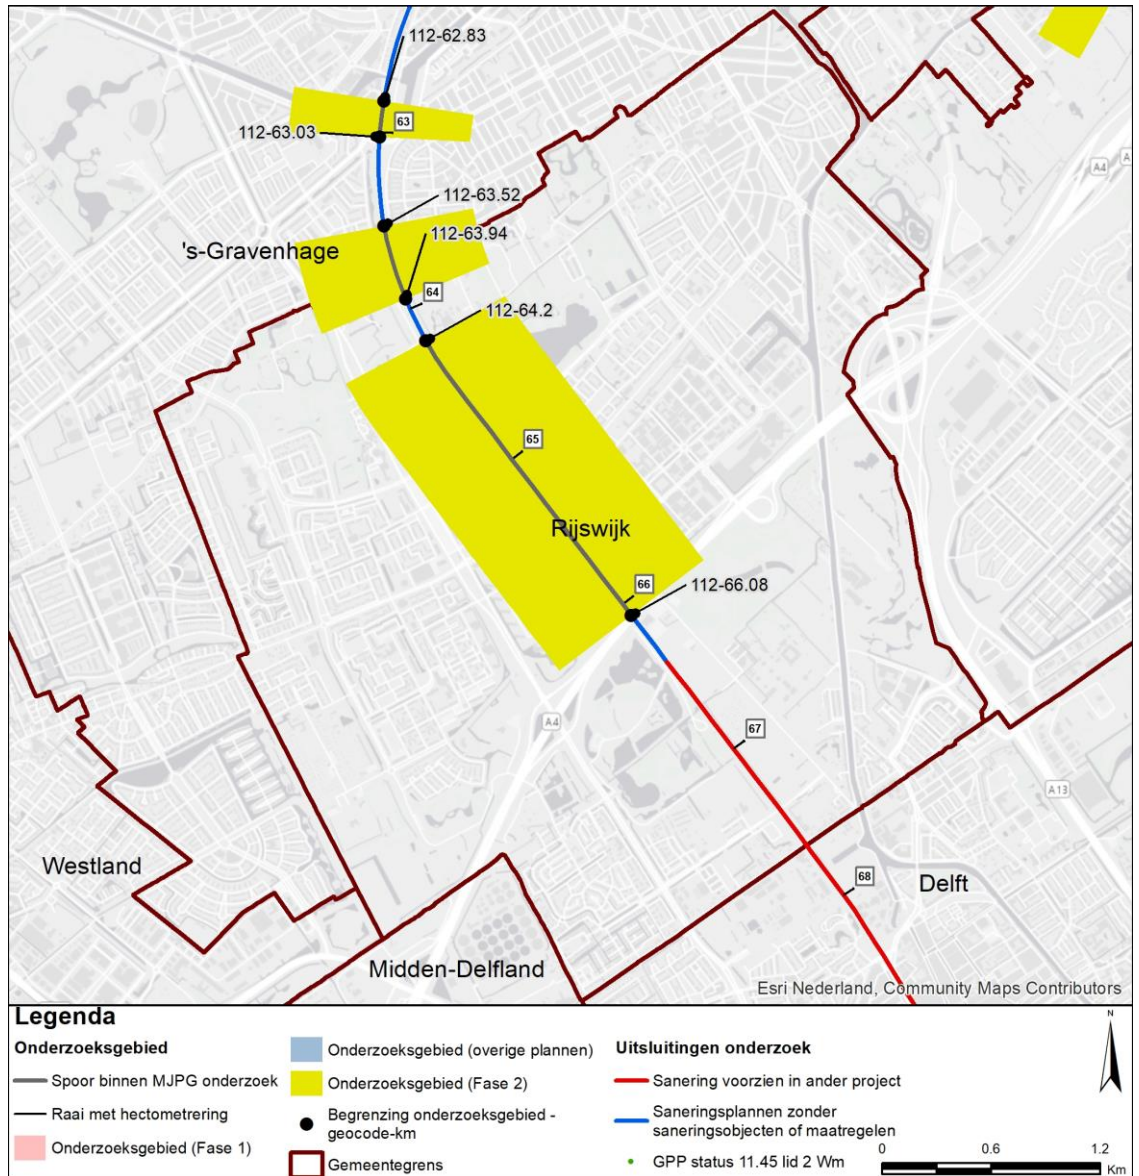 112-62.83
63
112-63.03
112-63.52
's-Gravenhage
112-63.94
64
112-64.2
A4
A
65
Rijswijk
66
112-66.08
A4
67
A13
Westland
68
Delft
Midden-Delfland
Esri Nederland, Community Maps Contributors
Legenda
Onderzoeksgebied
Spoor binnen MJPG onderzoek
Raai met hectometrering
Onderzoeksgebied (Fase 1)
Onderzoeksgebied (overige plannen)
Onderzoeksgebied (Fase 2)
Begrenzing onderzoeksgebied -
geocode-km
Gemeentegrens
Uitsluitingen onderzoek
Sanering voorzien in ander project
Saneringsplannen zonder
saneringsobjecten of maatregelen
GPP status 11.45 lid 2 Wm
N
0 0.6 1.2
Km